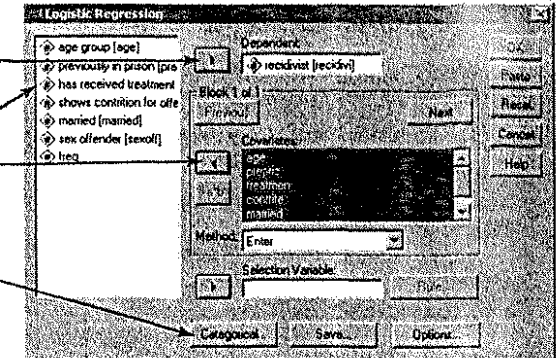 Logistic Regression
age group [age]
previously in prison [pre
has received treatment
shows contrition for offe
married [married]
sex offender [sexoff]
freq
Dependent:
recidivist [recidivi]
Block 1 of 1
Previous
Next
Covariates:
age
treatmen
contrite
married
Method:
Enter
Selection Variable:
Categorical...
Save...
Options...
OK
Paste
Reset
Cancel
Help